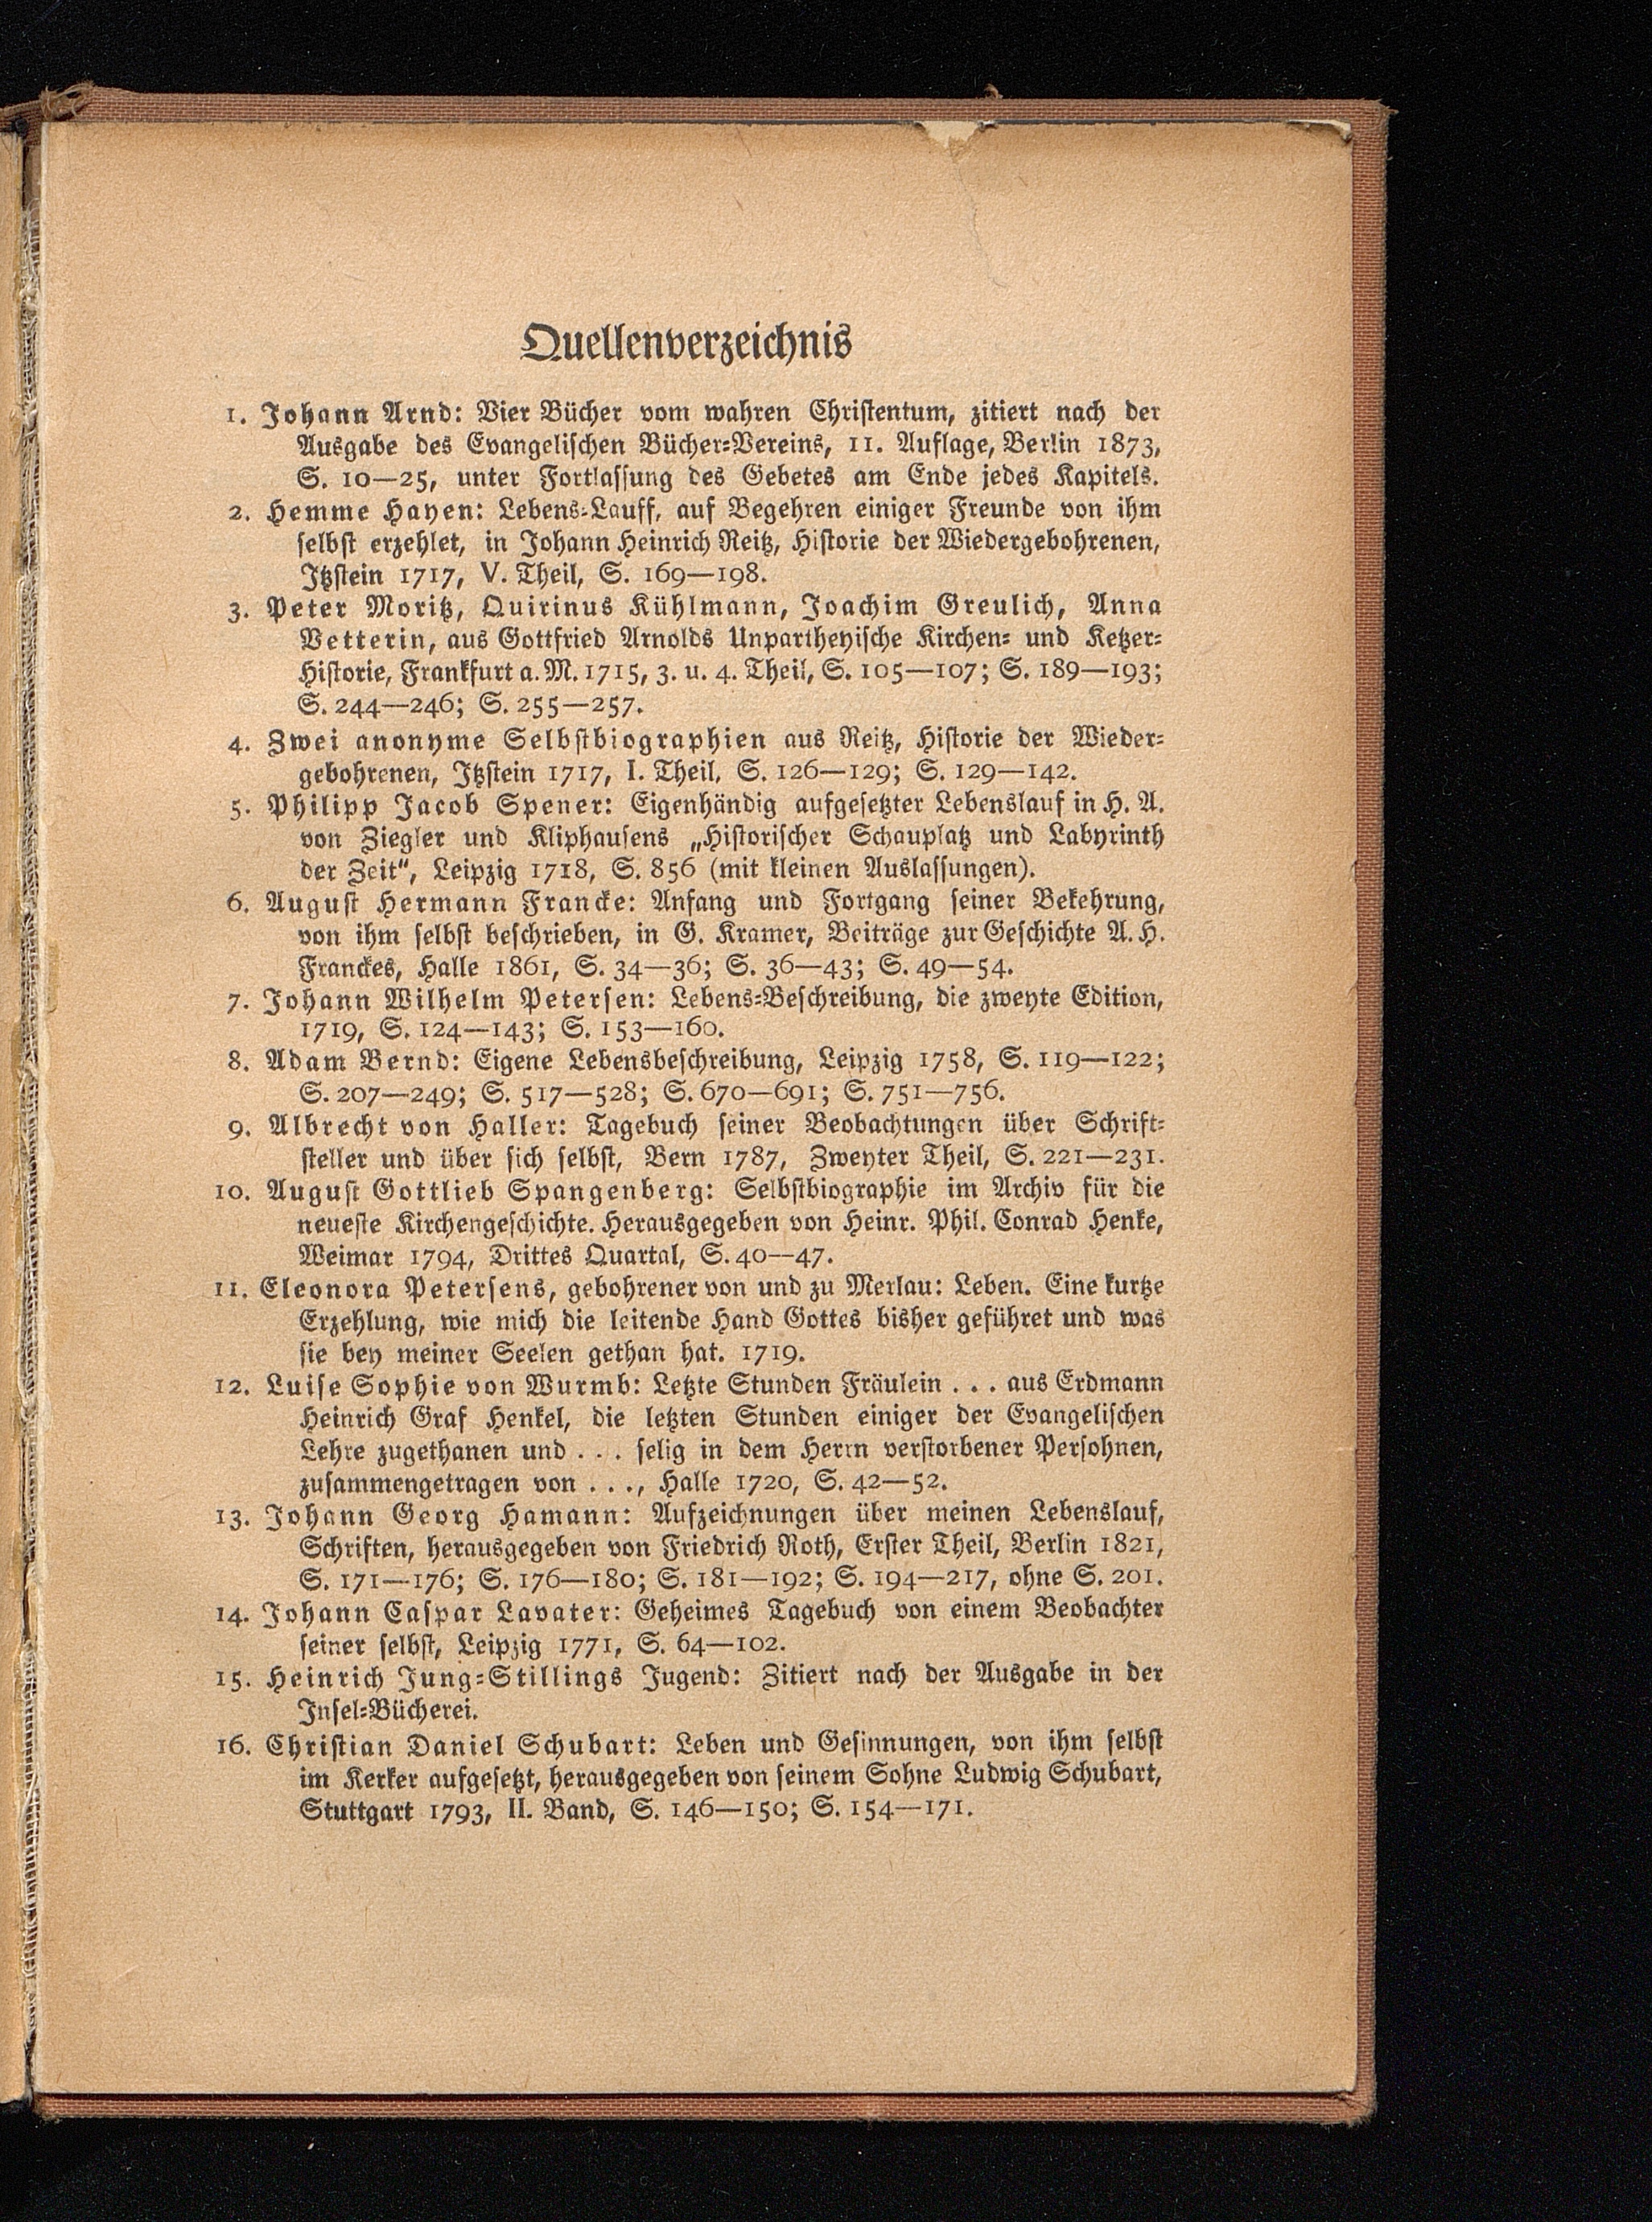 Quellenverzeichnis
1. Johann Arnd: Vier Bücher vom wahren Christentum, zitiert nach der
Ausgabe des Evangelischen Bücher-Vereins, 11. Auflage, Berlin 1873,
S. 10—25, unter Fortlassung des Gebetes am Ende jedes Kapitels.
2. Hemme Hayen: Lebens-Lauff, auf Begehren einiger Freunde von ihm
selbst erzehlet, in Johann Heinrich Reitz, Historie der Wiedergebohrenen,
Itzstein 1717, V. Theil, S. 169—198.
3. Peter Moritz, Quirinus Kühlmann, Joachim Greulich, Anna
Vetterin, aus Gottfried Arnolds Unpartheyische Kirchen- und Ketzer-
Historie, Frankfurt a. M. 1715, 3. u. 4. Theil, S. 105—107; S. 189—193;
S. 244—246; S. 255—257.
4. Zwei anonyme Selbstbiographien aus Reitz, Historie der Wieder-
gebohrenen, Itzstein 1717, I. Theil, S. 126—129; S. 129—142.
5. Philipp Jacob Spener: Eigenhändig aufgesetzter Lebenslauf in H. A.
von Ziegler und Kliphausens „Historischer Schauplatz und Labyrinth
der Zeit“, Leipzig 1718, S. 856 (mit kleinen Auslassungen).
6. August Hermann Francke: Anfang und Fortgang seiner Bekehrung,
von ihm selbst beschrieben, in G. Kramer, Beiträge zur Geschichte A. H.
Franckes, Halle 1861, S. 34—36; S. 36—43; S. 49—54.
7. Johann Wilhelm Petersen: Lebens-Beschreibung, die zweyte Edition,
1719, S. 124—143; S. 153—160.
8. Adam Bernd: Eigene Lebensbeschreibung, Leipzig 1758, S. 119—122;
S. 207—249; S. 517—528; S. 670—691; S. 751—756.
9. Albrecht von Haller: Tagebuch seiner Beobachtungen über Schrift-
steller und über sich selbst, Bern 1787, Zweyter Theil, S. 221—231.
10. August Gottlieb Spangenberg: Selbstbiographie im Archiv für die
neueste Kirchengeschichte. Herausgegeben von Heinr. Phil. Conrad Henke,
Weimar 1794, Drittes Quartal, S. 40—47.
11. Eleonora Petersens, gebohrener von und zu Merlau: Leben. Eine kurtze
Erzehlung, wie mich die leitende Hand Gottes bisher geführet und was
sie bey meiner Seelen gethan hat. 1719.
12. Luise Sophie von Wurmb: Letzte Stunden Fräulein . . . aus Erdmann
Heinrich Graf Henkel, die letzten Stunden einiger der Evangelischen
Lehre zugethanen und . . . selig in dem Herrn verstorbener Persohnen,
zusammengetragen von . . ., Halle 1720, S. 42—52.
13. Johann Georg Hamann: Aufzeichnungen über meinen Lebenslauf,
Schriften, herausgegeben von Friedrich Roth, Erster Theil, Berlin 1821,
S. 171—176; S. 176—180; S. 181—192; S. 194—217, ohne S. 201.
14. Johann Caspar Lavater: Geheimes Tagebuch von einem Beobachter
seiner selbst, Leipzig 1771, S. 64—102.
15. Heinrich Jung-Stillings Jugend: Zitiert nach der Ausgabe in der
Insel-Bücherei.
16. Christian Daniel Schubart: Leben und Gesinnungen, von ihm selbst
im Kerker aufgesetzt, herausgegeben von seinem Sohne Ludwig Schubart,
Stuttgart 1793, II. Band, S. 146—150; S. 154—171.